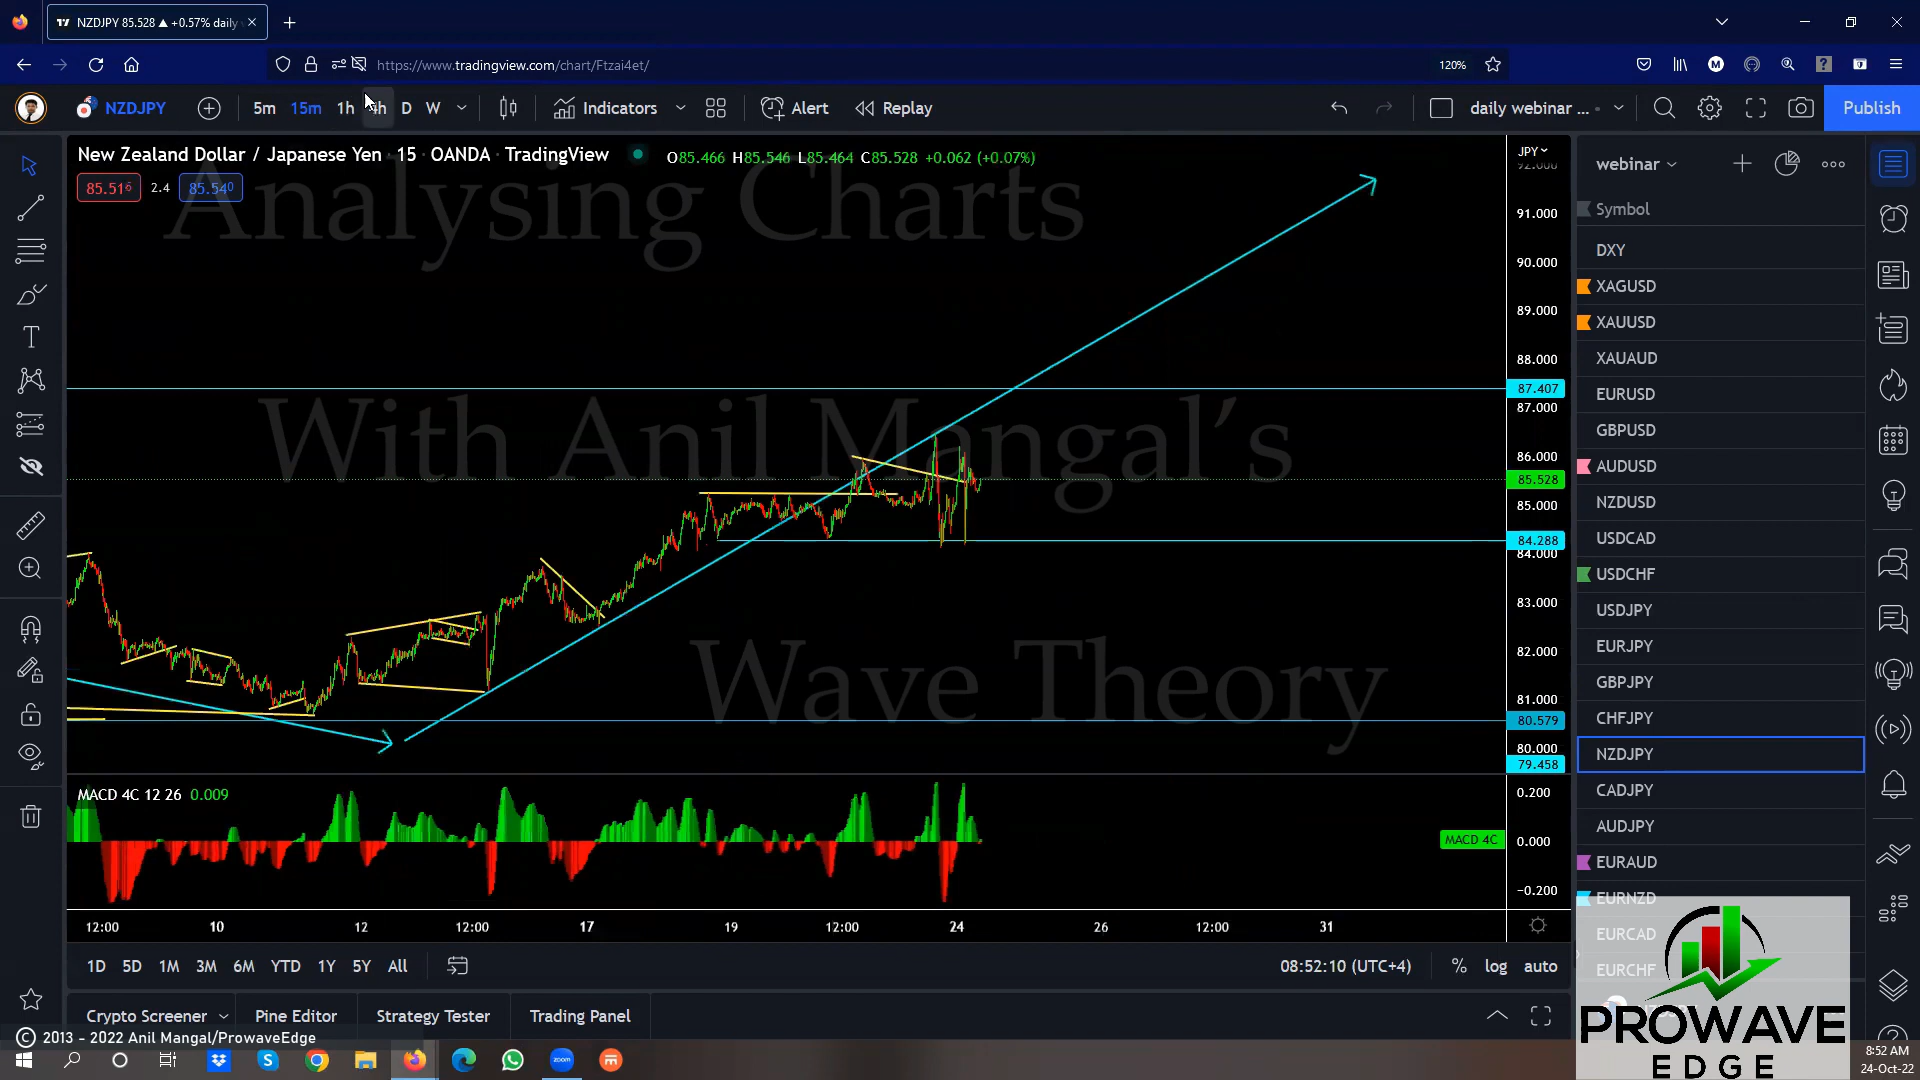 NZDJPY 85.528 ▲ +0.57% daily
https://www.tradingview.com/chart/Ftzai4et/
120%
NZDJPY
5m 15m 1h 4h D W
Indicators
Alert
Replay
daily webinar ...
Publish
New Zealand Dollar / Japanese Yen · 15 · OANDA · TradingView
O85.466 H85.546 L85.464 C85.528 +0.062 (+0.07%)
85.516 2.4 85.540
Analysing Charts
With Anil Mangal's
Wave Theory
JPY
92.000
91.000
90.000
89.000
88.000
87.407
87.000
86.000
85.528
85.000
84.288
84.000
83.000
82.000
81.000
80.579
80.000
79.458
MACD 4C 12 26 0.009
0.200
MACD 4C
0.000
−0.200
12:00 10 12 12:00 17 19 12:00 24 26 12:00 31
1D 5D 1M 3M 6M YTD 1Y 5Y All
08:52:10 (UTC+4)
% log auto
Crypto Screener
Pine Editor
Strategy Tester
Trading Panel
© 2013 - 2022 Anil Mangal/ProwaveEdge
webinar
Symbol
DXY
XAGUSD
XAUUSD
XAUAUD
EURUSD
GBPUSD
AUDUSD
NZDUSD
USDCAD
USDCHF
USDJPY
EURJPY
GBPJPY
CHFJPY
NZDJPY
CADJPY
AUDJPY
EURAUD
EURNZD
EURCAD
EURCHF
PROWAVE
EDGE
zoom
8:52 AM
24-Oct-22